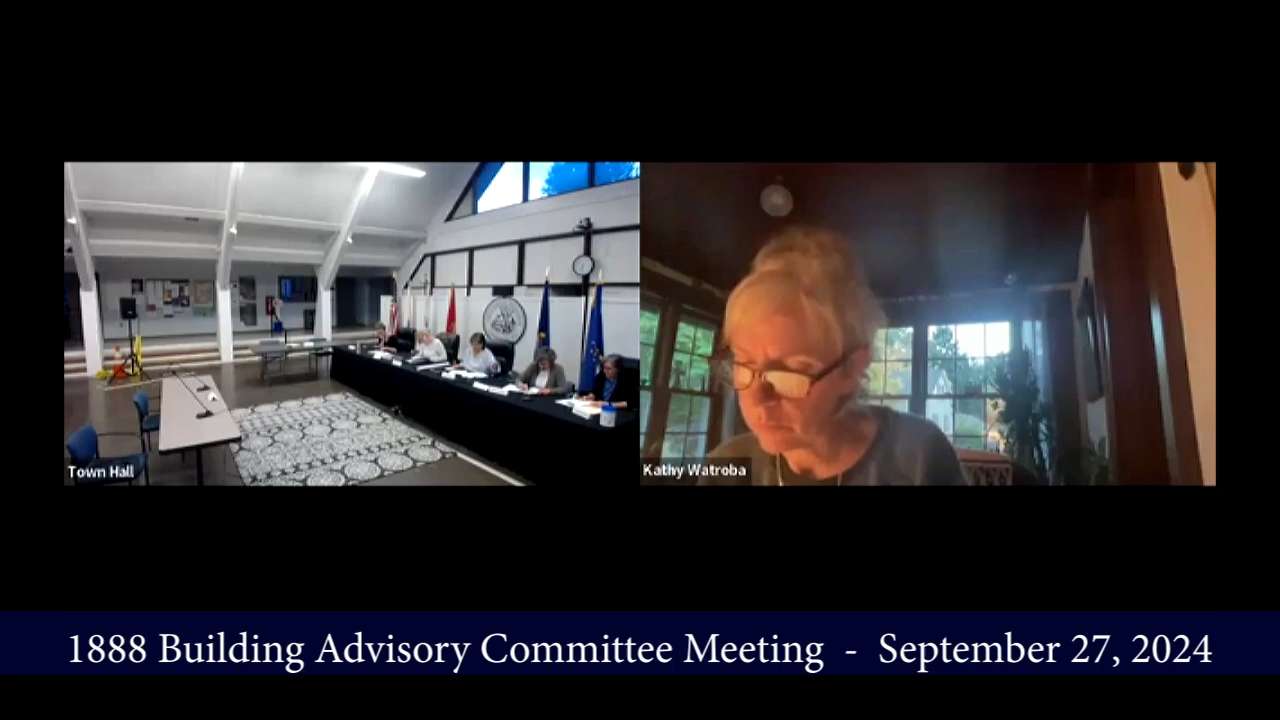 Town Hall
Kathy Watroba
1888 Building Advisory Committee Meeting - September 27, 2024